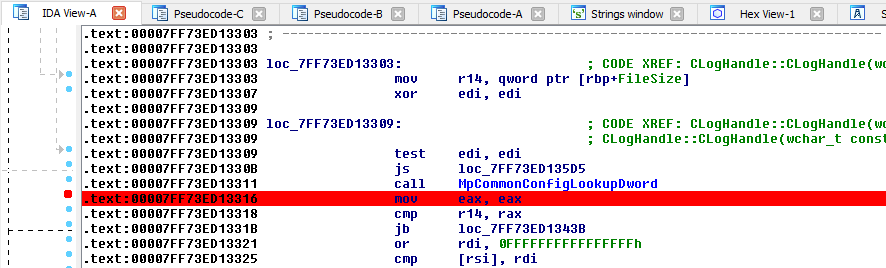 IDA View-A Pseudocode-C Pseudocode-B Pseudocode-A 's' Strings window Hex View-1 A S
.text:00007FF73ED13303 ; ------------------------------------------------------------
.text:00007FF73ED13303
.text:00007FF73ED13303 loc_7FF73ED13303: ; CODE XREF: CLogHandle::CLogHandle(wc
.text:00007FF73ED13303 mov r14, qword ptr [rbp+FileSize]
.text:00007FF73ED13307 xor edi, edi
.text:00007FF73ED13309
.text:00007FF73ED13309 loc_7FF73ED13309: ; CODE XREF: CLogHandle::CLogHandle(wc
.text:00007FF73ED13309 ; CLogHandle::CLogHandle(wchar_t const
.text:00007FF73ED13309 test edi, edi
.text:00007FF73ED1330B js loc_7FF73ED135D5
.text:00007FF73ED13311 call MpCommonConfigLookupDword
.text:00007FF73ED13316 mov eax, eax
.text:00007FF73ED13318 cmp r14, rax
.text:00007FF73ED1331B jb loc_7FF73ED1343B
.text:00007FF73ED13321 or rdi, 0FFFFFFFFFFFFFFFFh
.text:00007FF73ED13325 cmp [rsi], rdi